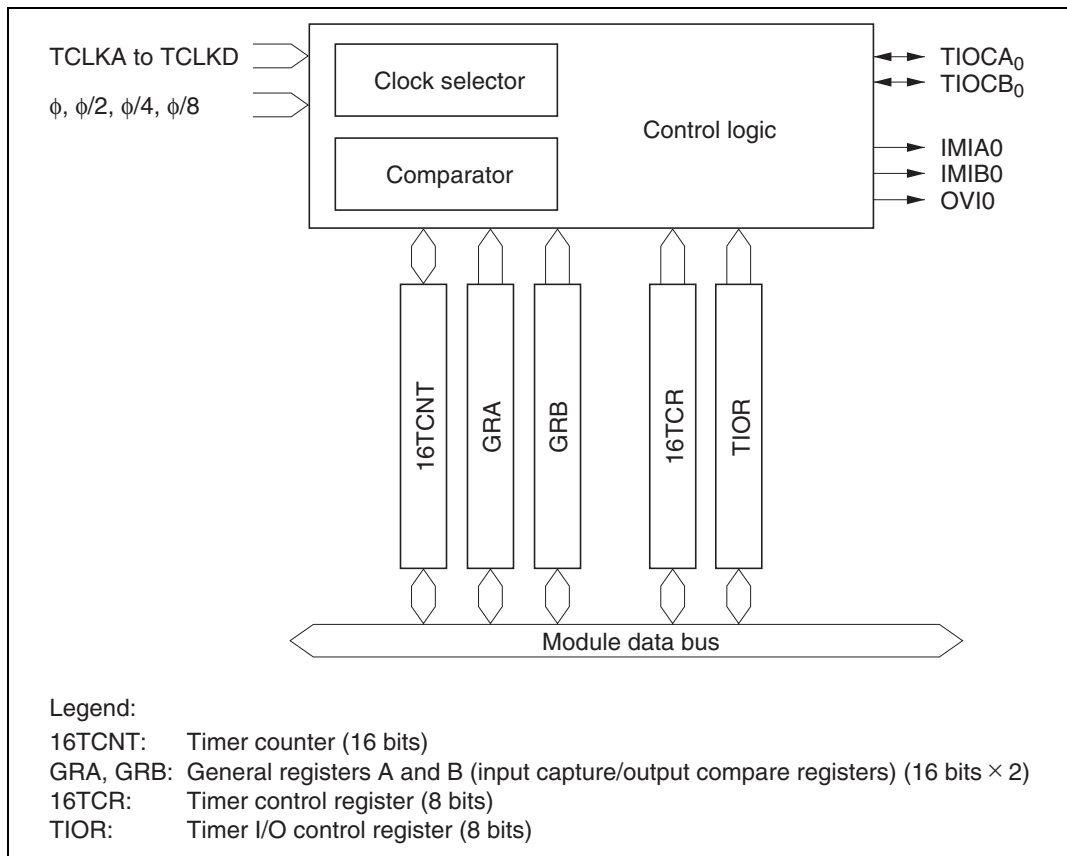 TCLKA to TCLKD
ϕ, ϕ/2, ϕ/4, ϕ/8
Clock selector
Comparator
Control logic
TIOCA₀
TIOCB₀
IMIA0
IMIB0
OVI0
16TCNT
GRA
GRB
16TCR
TIOR
Module data bus
Legend:
16TCNT: Timer counter (16 bits)
GRA, GRB: General registers A and B (input capture/output compare registers) (16 bits × 2)
16TCR: Timer control register (8 bits)
TIOR: Timer I/O control register (8 bits)